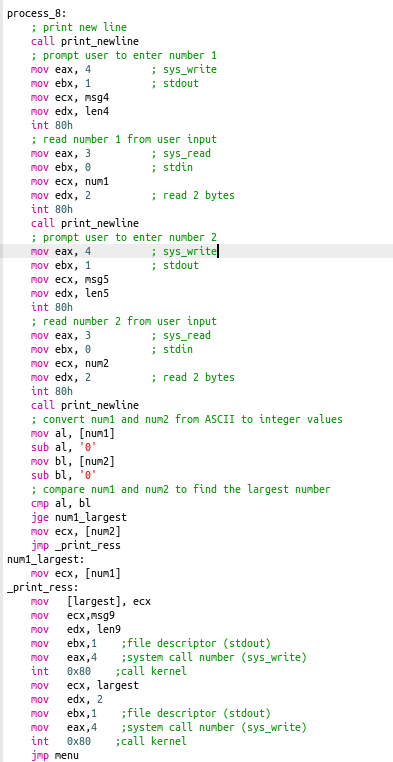 process_8:
    ; print new line
    call print_newline
    ; prompt user to enter number 1
    mov eax, 4          ; sys_write
    mov ebx, 1          ; stdout
    mov ecx, msg4
    mov edx, len4
    int 80h
    ; read number 1 from user input
    mov eax, 3          ; sys_read
    mov ebx, 0          ; stdin
    mov ecx, num1
    mov edx, 2          ; read 2 bytes
    int 80h
    call print_newline
    ; prompt user to enter number 2
    mov eax, 4          ; sys_write
    mov ebx, 1          ; stdout
    mov ecx, msg5
    mov edx, len5
    int 80h
    ; read number 2 from user input
    mov eax, 3          ; sys_read
    mov ebx, 0          ; stdin
    mov ecx, num2
    mov edx, 2          ; read 2 bytes
    int 80h
    call print_newline
    ; convert num1 and num2 from ASCII to integer values
    mov al, [num1]
    sub al, '0'
    mov bl, [num2]
    sub bl, '0'
    ; compare num1 and num2 to find the largest number
    cmp al, bl
    jge num1_largest
    mov ecx, [num2]
    jmp _print_ress
num1_largest:
    mov ecx, [num1]
_print_ress:
    mov   [largest], ecx
    mov   ecx,msg9
    mov   edx, len9
    mov   ebx,1    ;file descriptor (stdout)
    mov   eax,4    ;system call number (sys_write)
    int   0x80    ;call kernel
    mov   ecx, largest
    mov   edx, 2
    mov   ebx,1    ;file descriptor (stdout)
    mov   eax,4    ;system call number (sys_write)
    int   0x80    ;call kernel
    jmp menu